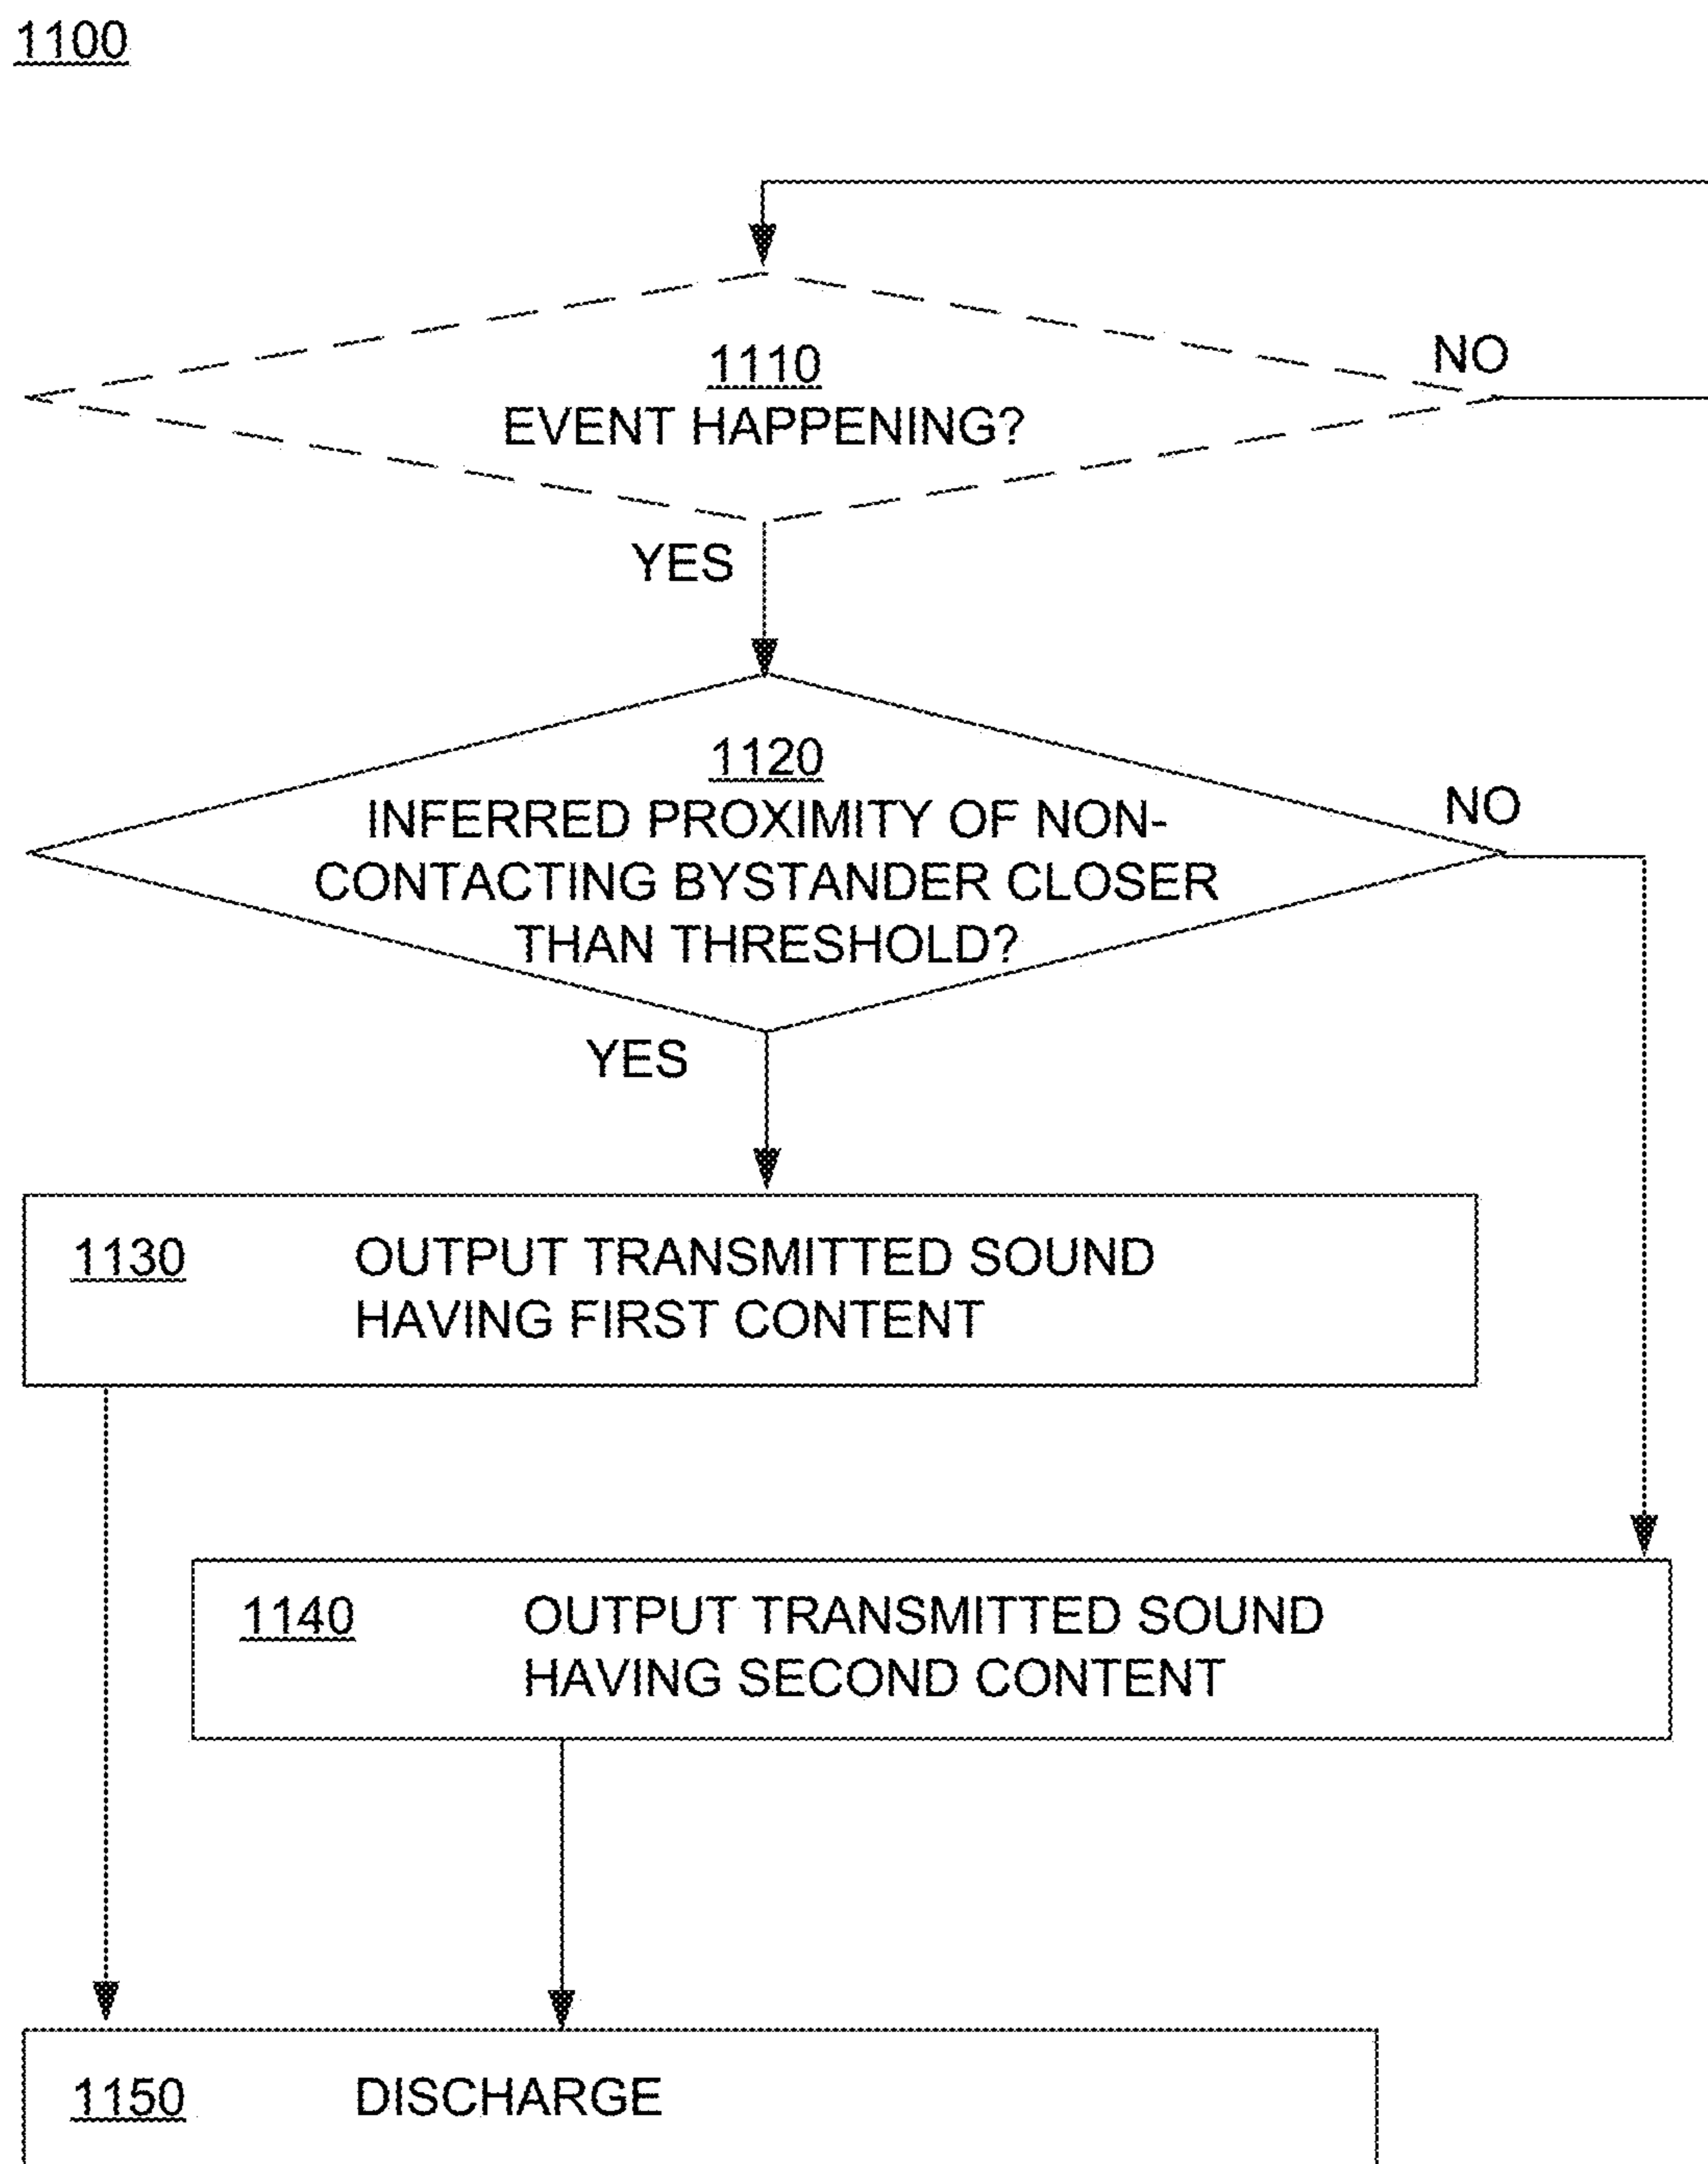 1100
1110
EVENT HAPPENING?
NO
YES
1120
INFERRED PROXIMITY OF NON-
CONTACTING BYSTANDER CLOSER
THAN THRESHOLD?
NO
YES
1130 OUTPUT TRANSMITTED SOUND
HAVING FIRST CONTENT
1140 OUTPUT TRANSMITTED SOUND
HAVING SECOND CONTENT
1150 DISCHARGE